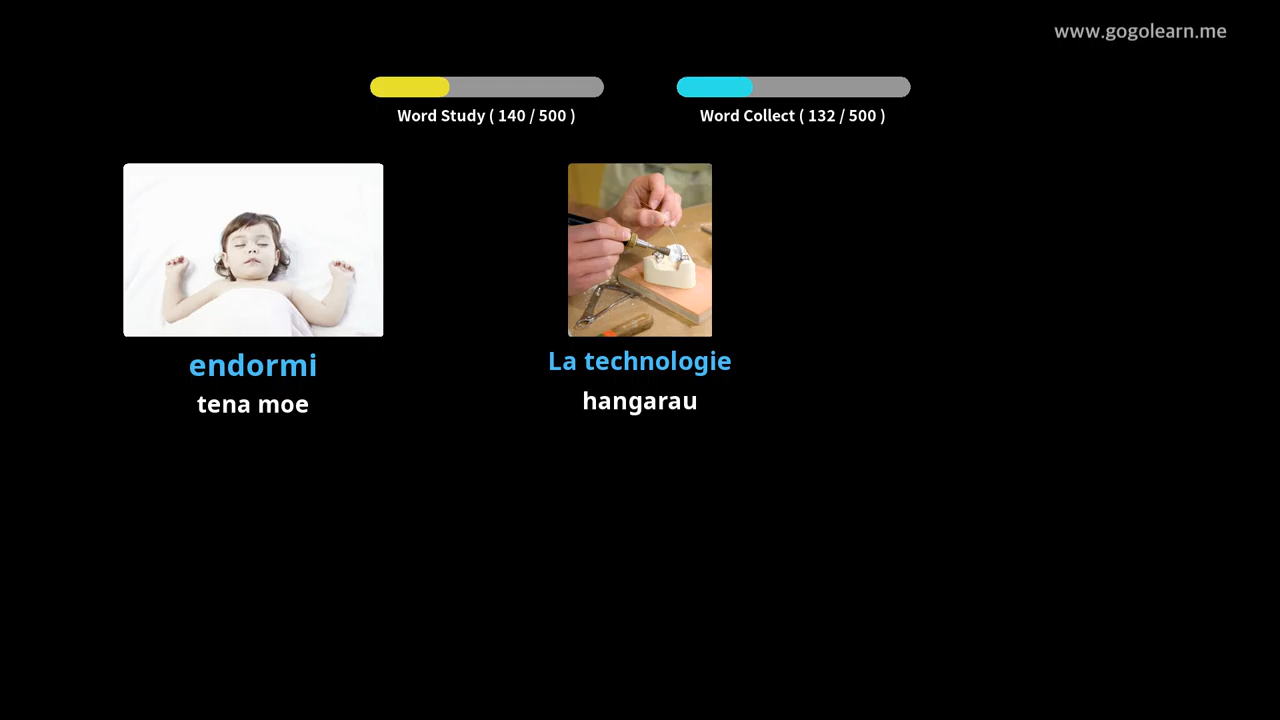 www.gogolearn.me
Word Study ( 140 / 500 )
Word Collect ( 132 / 500 )
endormi
tena moe
La technologie
hangarau